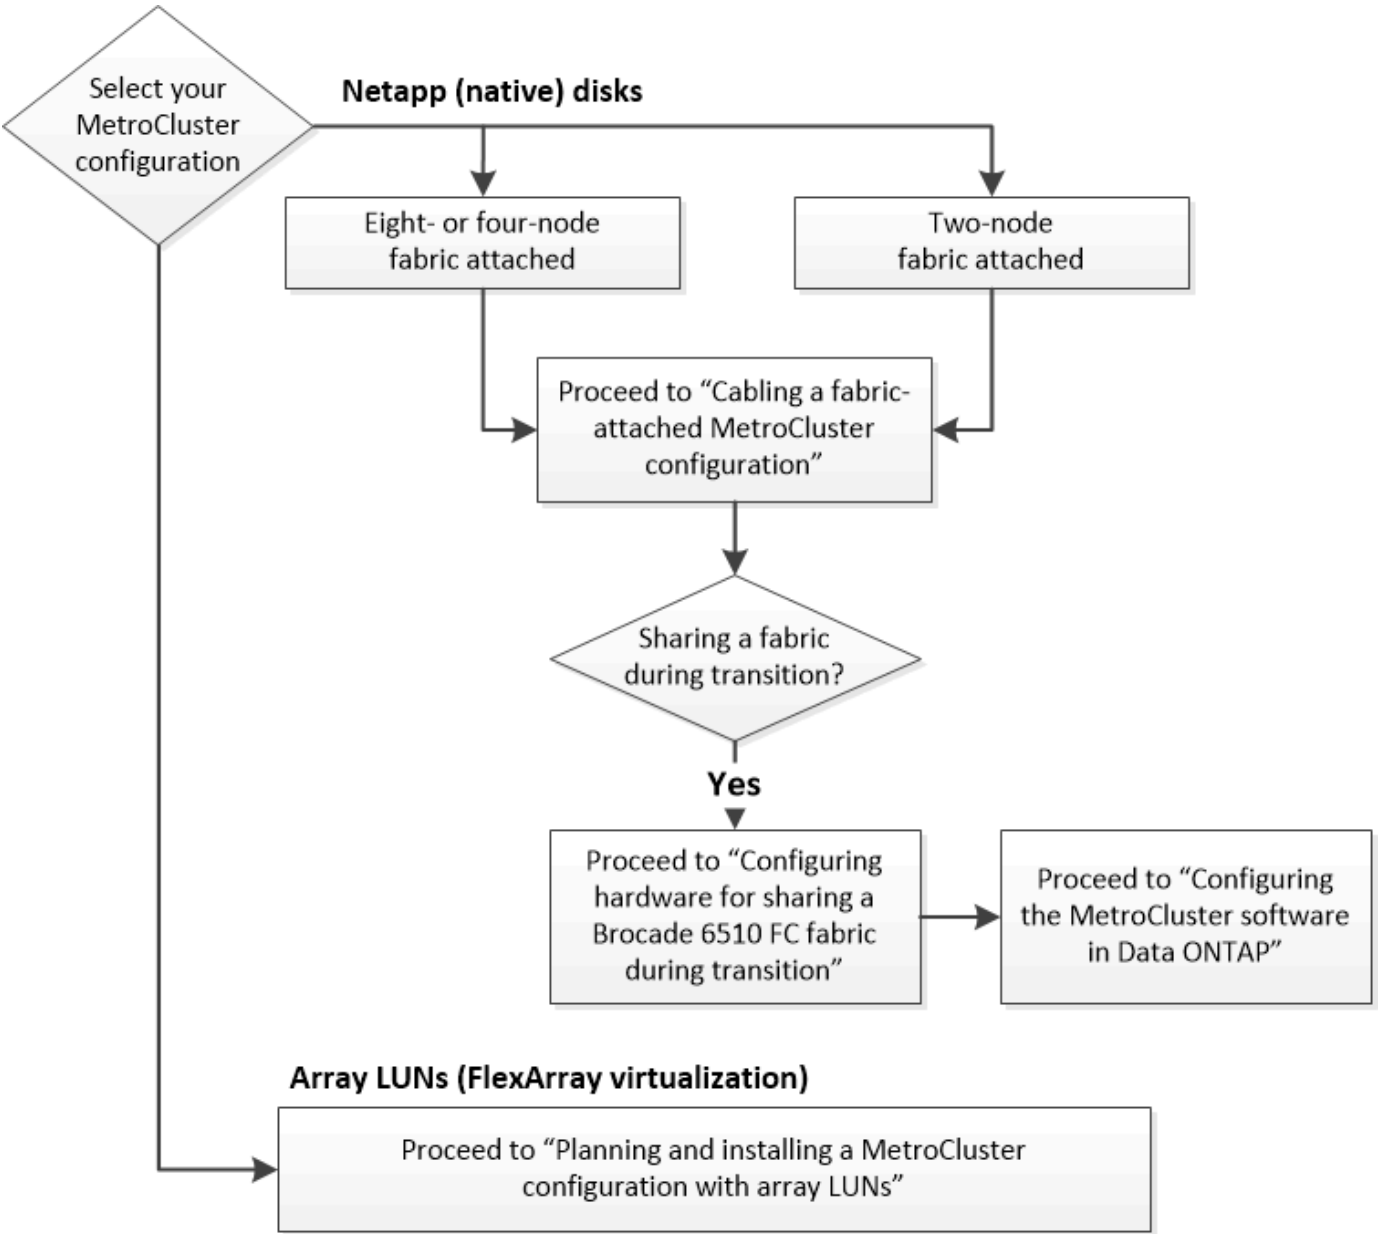 Select your
MetroCluster
configuration
Netapp (native) disks
Eight- or four-node
fabric attached
Two-node
fabric attached
Proceed to “Cabling a fabric-
attached MetroCluster
configuration”
Sharing a fabric
during transition?
Yes
Proceed to “Configuring
hardware for sharing a
Brocade 6510 FC fabric
during transition”
Proceed to “Configuring
the MetroCluster software
in Data ONTAP”
Array LUNs (FlexArray virtualization)
Proceed to “Planning and installing a MetroCluster
configuration with array LUNs”